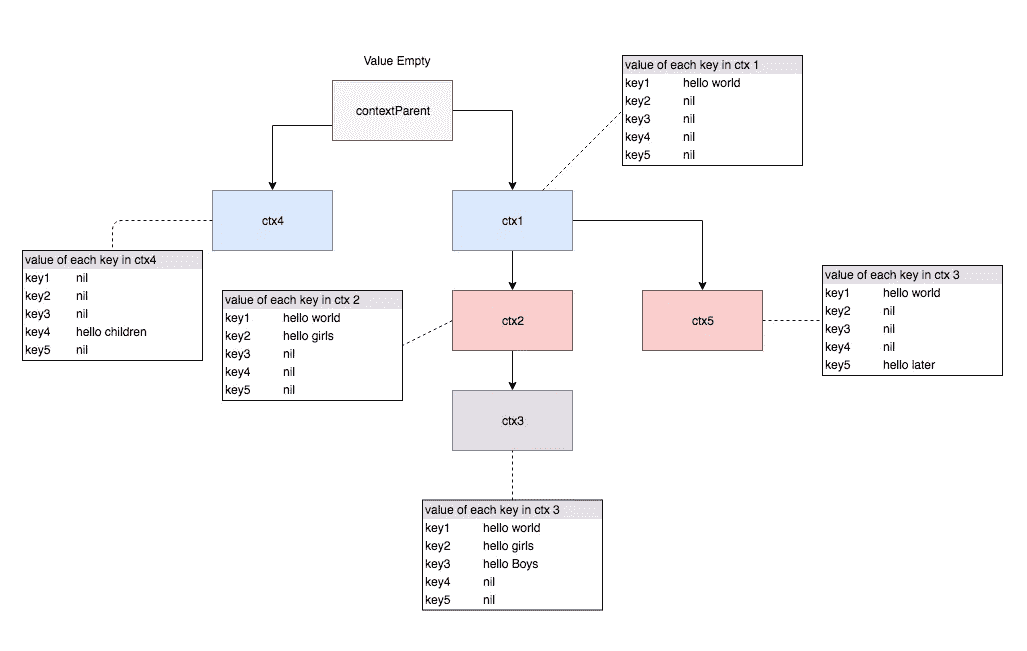 Value Empty
contextParent
value of each key in ctx 1
key1 hello world
key2 nil
key3 nil
key4 nil
key5 nil
ctx4
ctx1
value of each key in ctx4
key1 nil
key2 nil
key3 nil
key4 hello children
key5 nil
value of each key in ctx 2
key1 hello world
key2 hello girls
key3 nil
key4 nil
key5 nil
ctx2
ctx5
value of each key in ctx 3
key1 hello world
key2 nil
key3 nil
key4 nil
key5 hello later
ctx3
value of each key in ctx 3
key1 hello world
key2 hello girls
key3 hello Boys
key4 nil
key5 nil